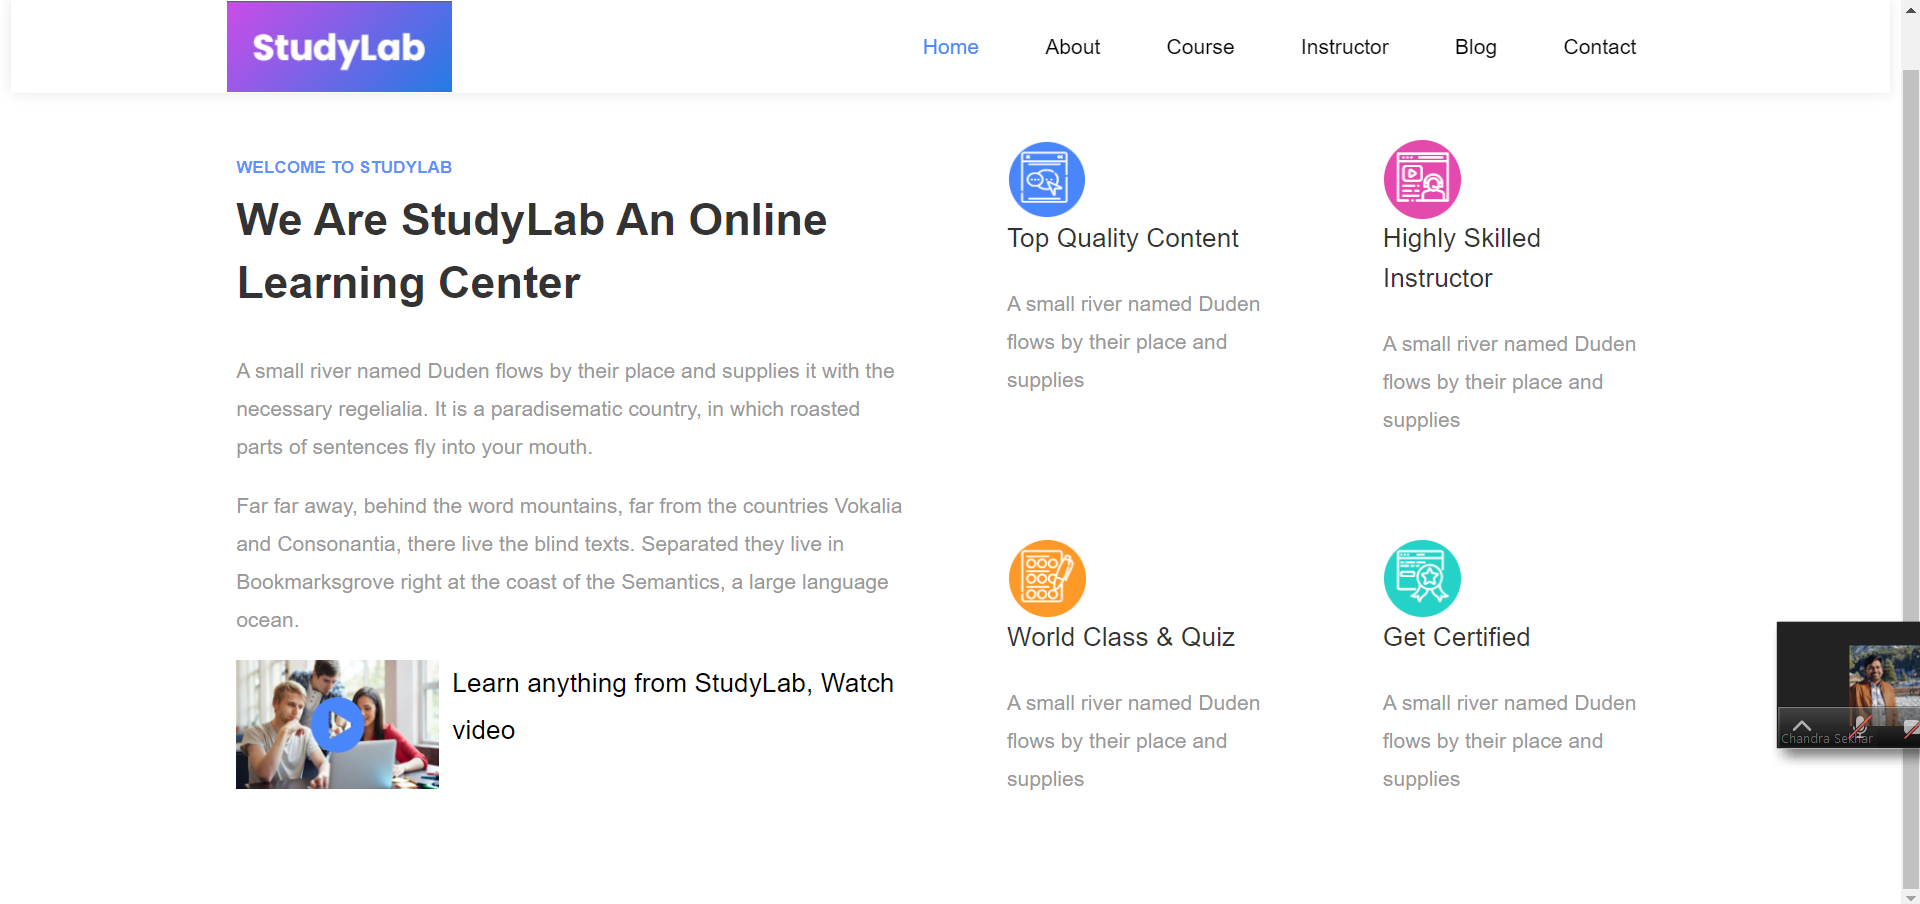 StudyLab
Home About Course Instructor Blog Contact
WELCOME TO STUDYLAB
We Are StudyLab An Online
Learning Center
A small river named Duden flows by their place and supplies it with the
necessary regelialia. It is a paradisematic country, in which roasted
parts of sentences fly into your mouth.
Far far away, behind the word mountains, far from the countries Vokalia
and Consonantia, there live the blind texts. Separated they live in
Bookmarksgrove right at the coast of the Semantics, a large language
ocean.
Learn anything from StudyLab, Watch
video
Top Quality Content
A small river named Duden
flows by their place and
supplies
Highly Skilled
Instructor
A small river named Duden
flows by their place and
supplies
World Class & Quiz
A small river named Duden
flows by their place and
supplies
Get Certified
A small river named Duden
flows by their place and
supplies
Chandra Sekhar